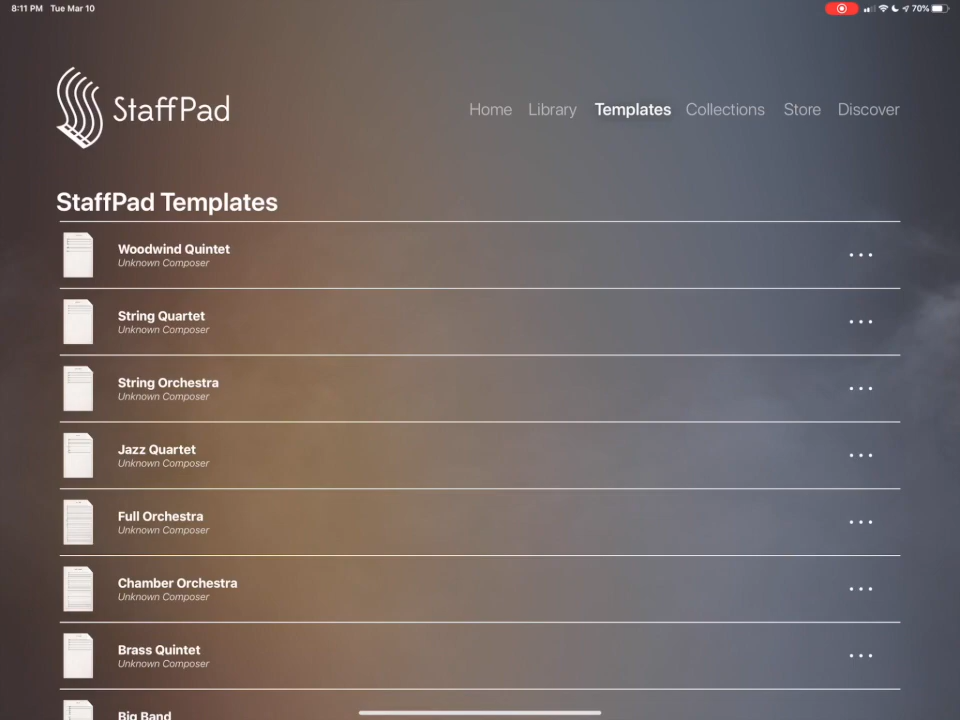 8:11 PM Tue Mar 10
70%
StaffPad
Home Library Templates Collections Store Discover
StaffPad Templates
Woodwind Quintet
Unknown Composer
String Quartet
Unknown Composer
String Orchestra
Unknown Composer
Jazz Quartet
Unknown Composer
Full Orchestra
Unknown Composer
Chamber Orchestra
Unknown Composer
Brass Quintet
Unknown Composer
Big Band